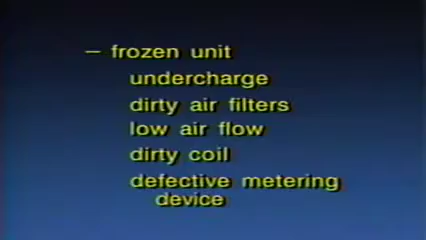 – frozen unit
undercharge
dirty air filters
low air flow
dirty coil
defective metering
device